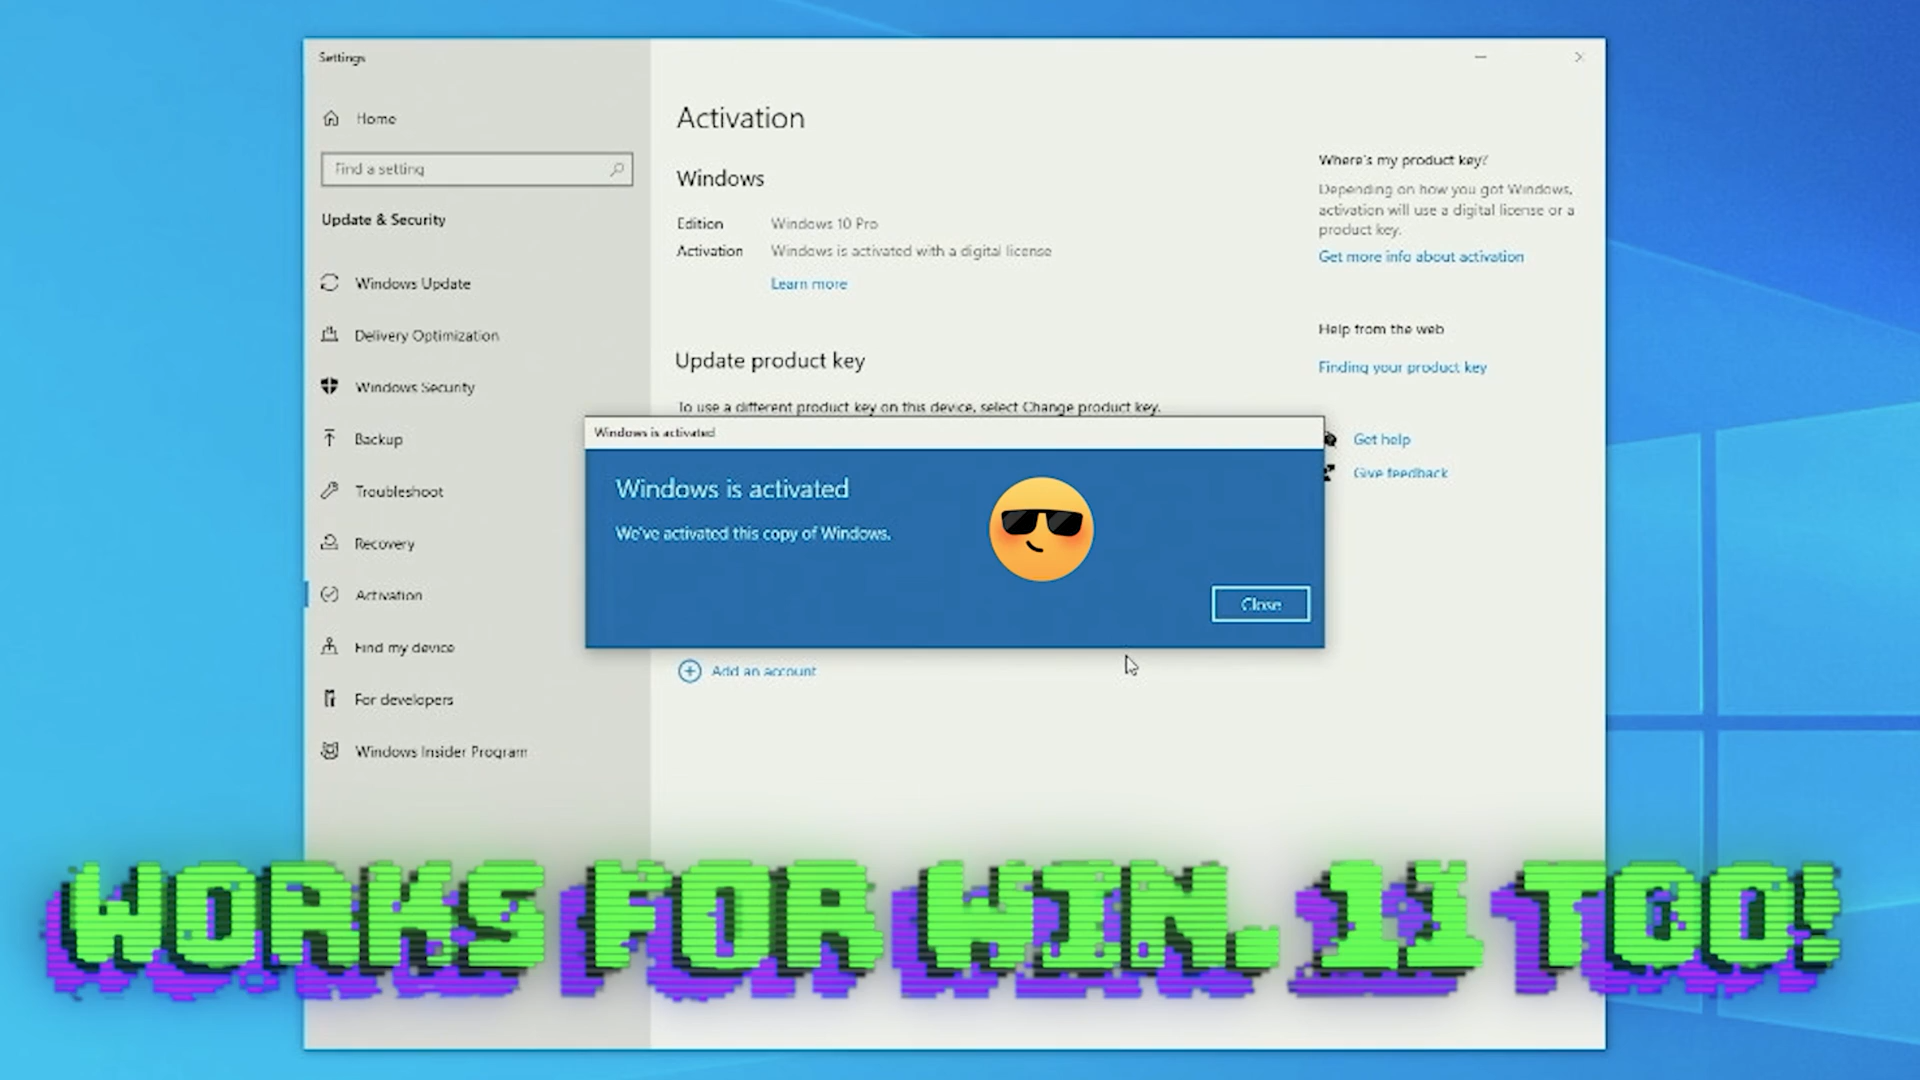 Settings
Home
Find a setting
Update & Security
Windows Update
Delivery Optimization
Windows Security
Backup
Troubleshoot
Recovery
Activation
Find my device
For developers
Windows Insider Program
Activation
Windows
Edition Windows 10 Pro
Activation Windows is activated with a digital license
Learn more
Update product key
To use a different product key on this device, select Change product key.
Windows is activated
Windows is activated
We've activated this copy of Windows.
Close
Add an account
Where's my product key?
Depending on how you got Windows,
activation will use a digital license or a
product key.
Get more info about activation
Help from the web
Finding your product key
Get help
Give feedback
WORKS FOR WIN. 11 TOO!